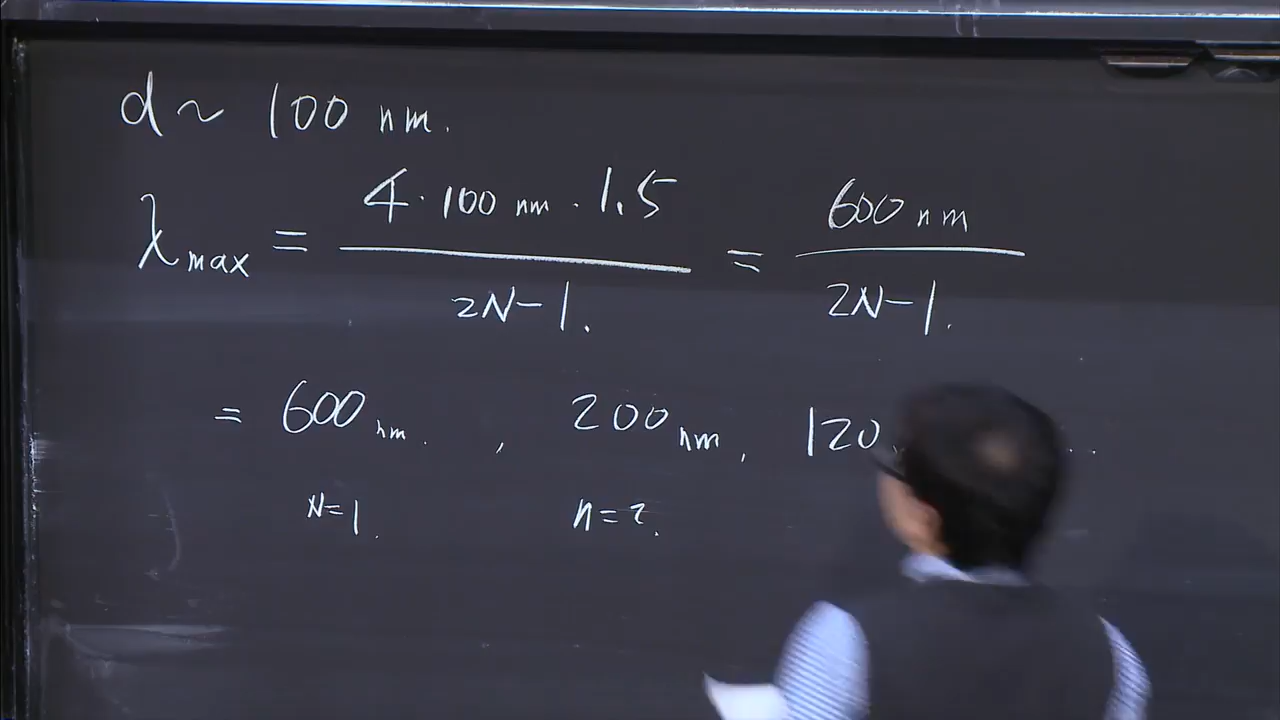 d ~ 100 nm.
λmax = 4 · 100 nm · 1.5 / 2N-1. = 600 nm / 2N-1.
= 600 nm. , 200 nm, 120 ..
N=1. n=2.